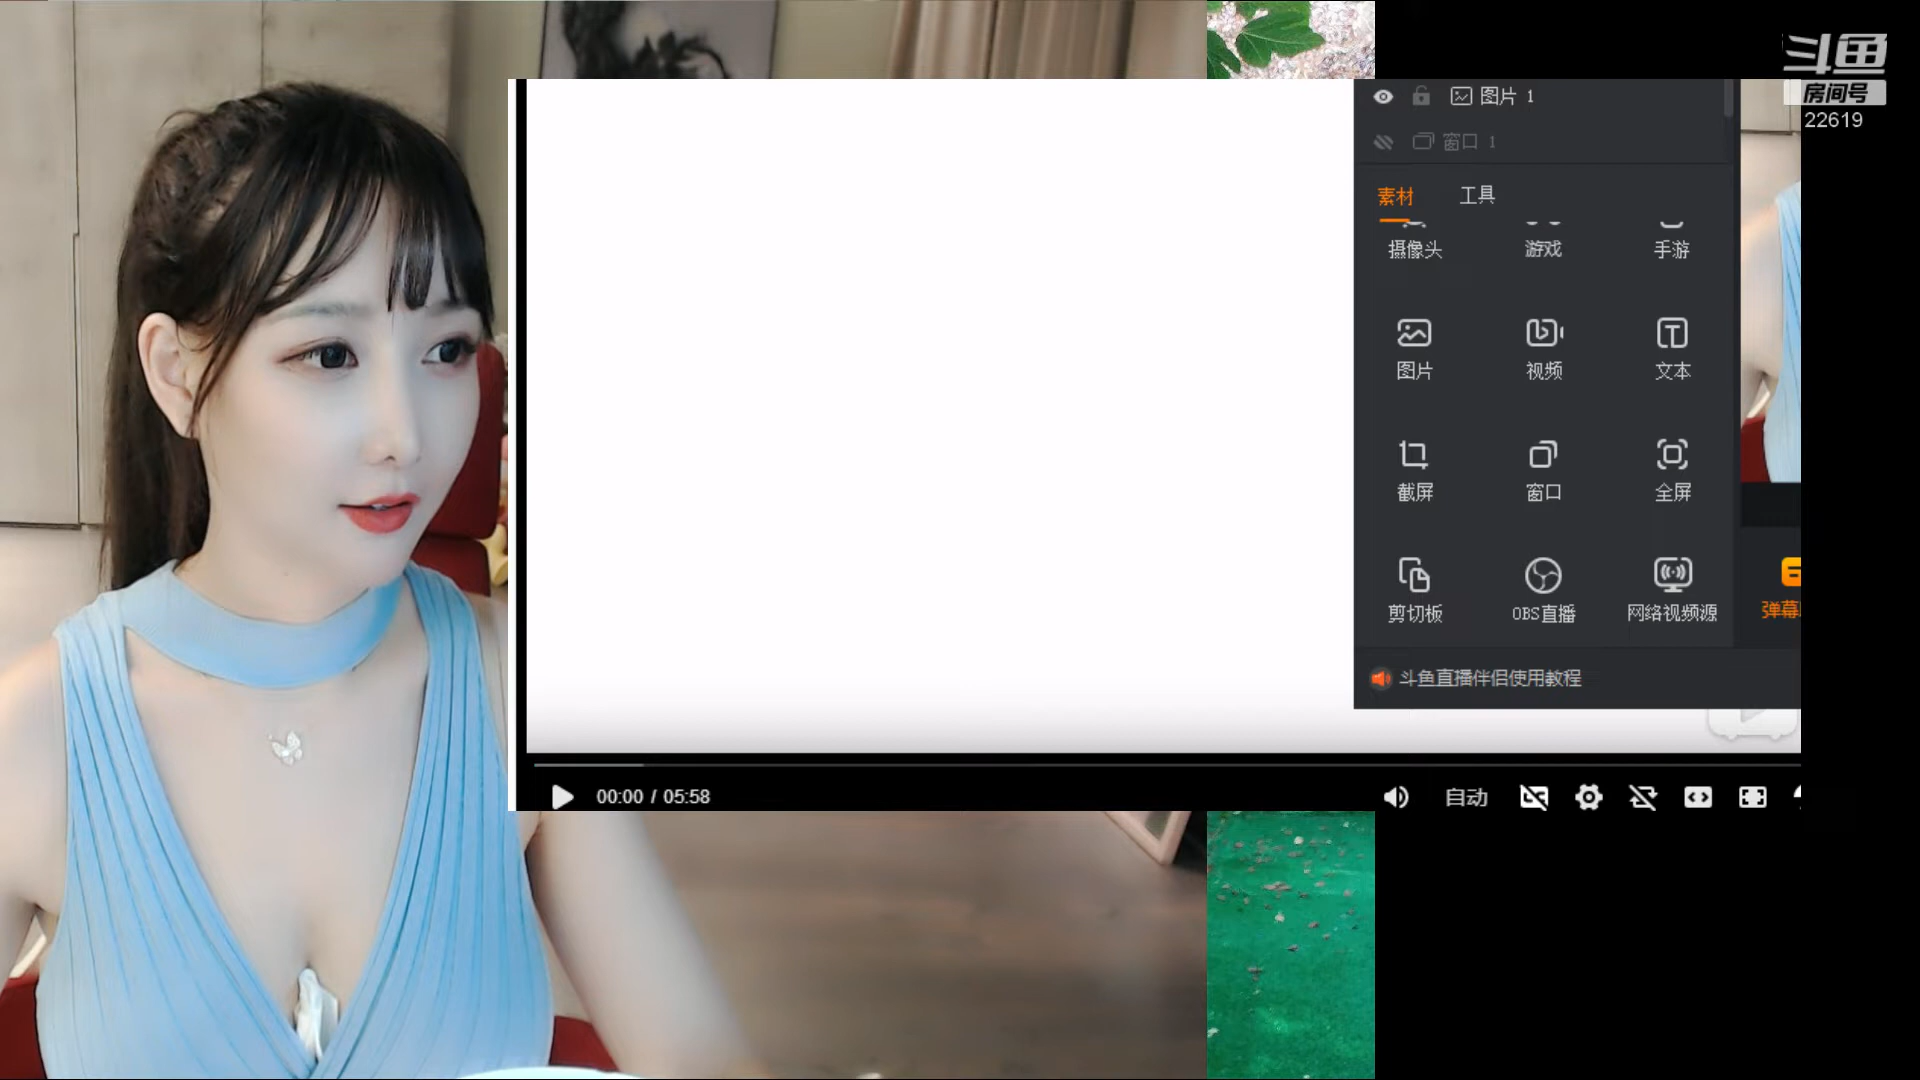 斗鱼
房间号
22619
图片 1
窗口 1
素材 工具
摄像头 游戏 手游
图片 视频 文本
截屏 窗口 全屏
剪切板 OBS直播 网络视频源
弹幕
斗鱼直播伴侣使用教程
00:00 / 05:58
自动